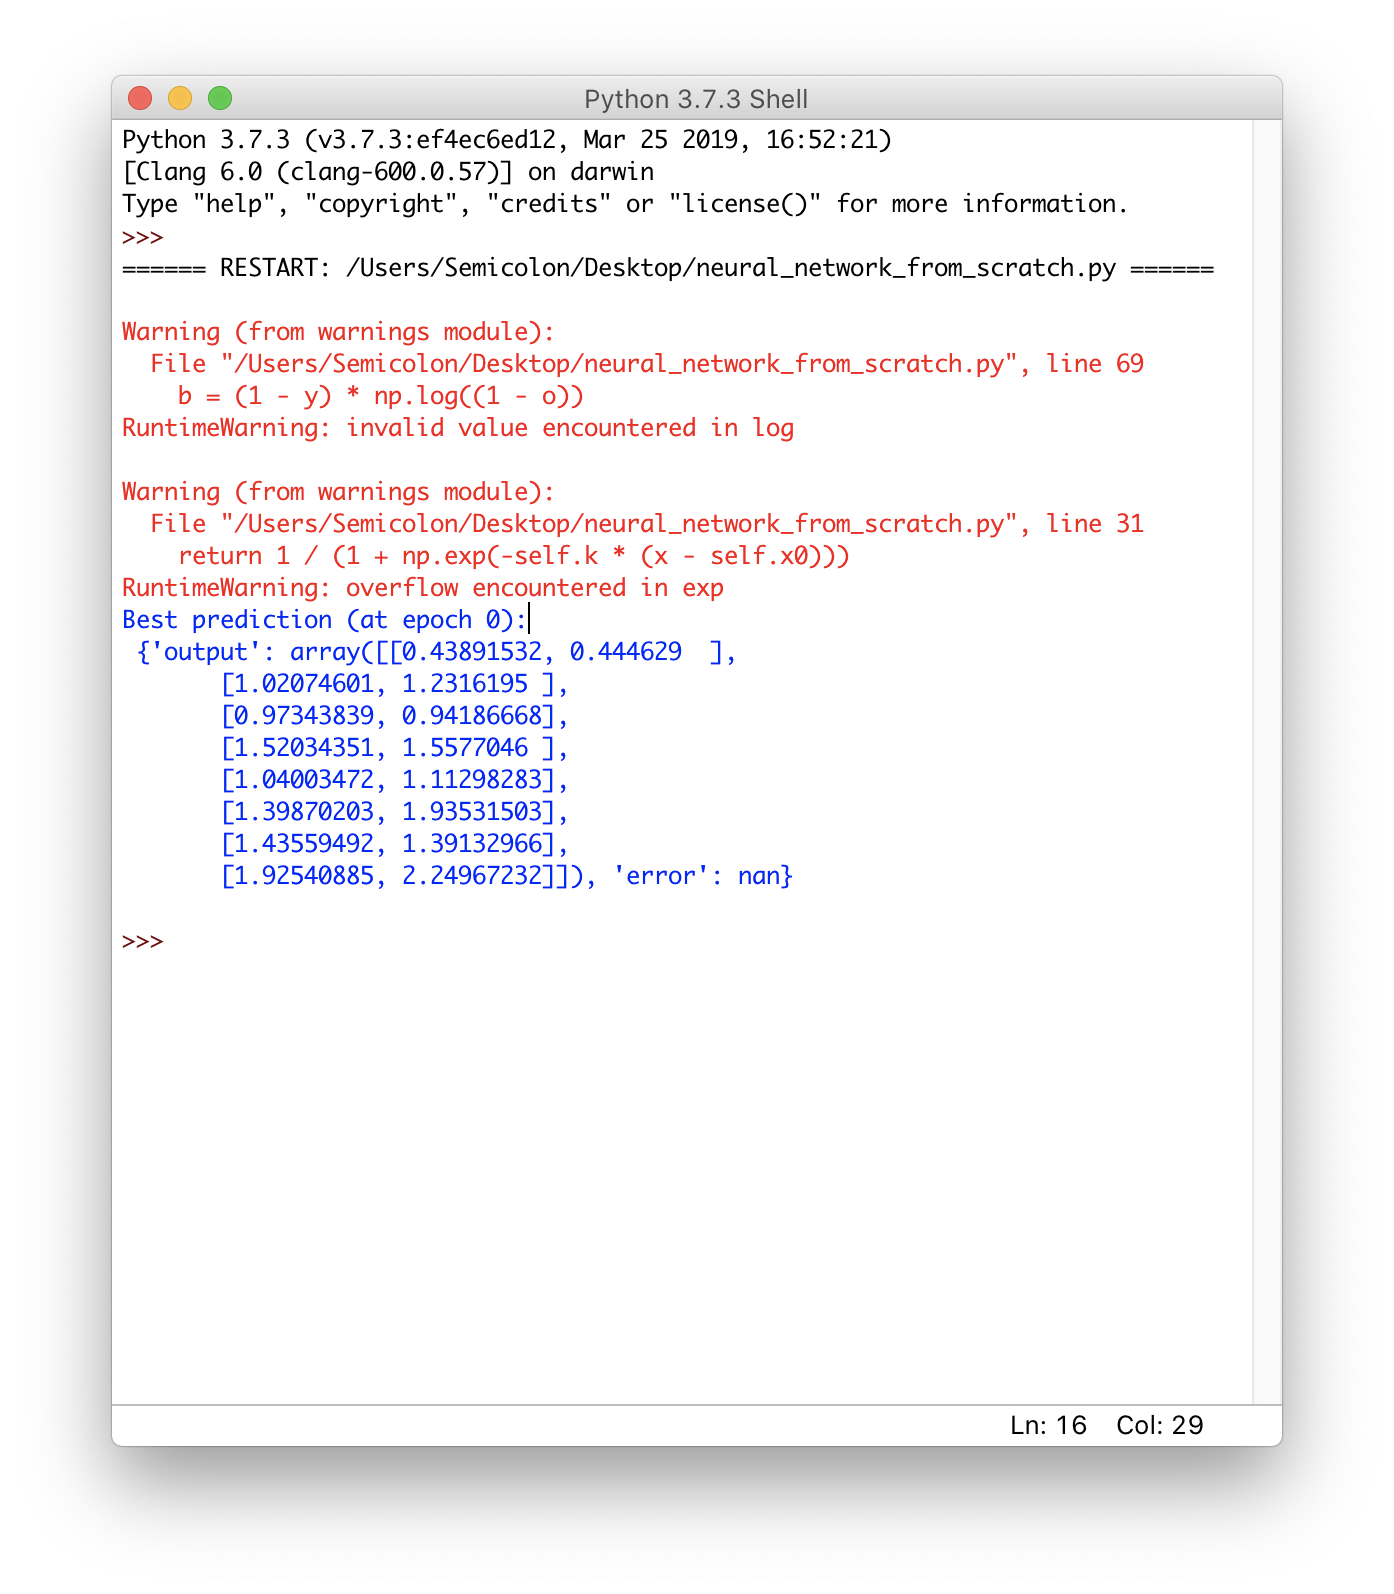 Python 3.7.3 Shell
Python 3.7.3 (v3.7.3:ef4ec6ed12, Mar 25 2019, 16:52:21)
[Clang 6.0 (clang-600.0.57)] on darwin
Type "help", "copyright", "credits" or "license()" for more information.
>>>
====== RESTART: /Users/Semicolon/Desktop/neural_network_from_scratch.py ======
Warning (from warnings module):
  File "/Users/Semicolon/Desktop/neural_network_from_scratch.py", line 69
    b = (1 - y) * np.log((1 - o))
RuntimeWarning: invalid value encountered in log
Warning (from warnings module):
  File "/Users/Semicolon/Desktop/neural_network_from_scratch.py", line 31
    return 1 / (1 + np.exp(-self.k * (x - self.x0)))
RuntimeWarning: overflow encountered in exp
Best prediction (at epoch 0):
 {'output': array([[0.43891532, 0.444629  ],
       [1.02074601, 1.2316195 ],
       [0.97343839, 0.94186668],
       [1.52034351, 1.5577046 ],
       [1.04003472, 1.11298283],
       [1.39870203, 1.93531503],
       [1.43559492, 1.39132966],
       [1.92540885, 2.24967232]]), 'error': nan}
>>>
Ln: 16 Col: 29